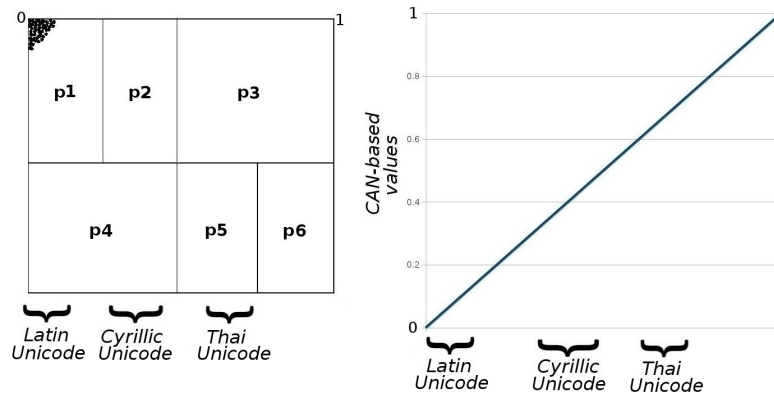 0
1
p1
p2
p3
p4
p5
p6
Latin
Unicode
Cyrillic
Unicode
Thai
Unicode
CAN-based
values
1
0.8
0.6
0.4
0.2
0
Latin
Unicode
Cyrillic
Unicode
Thai
Unicode